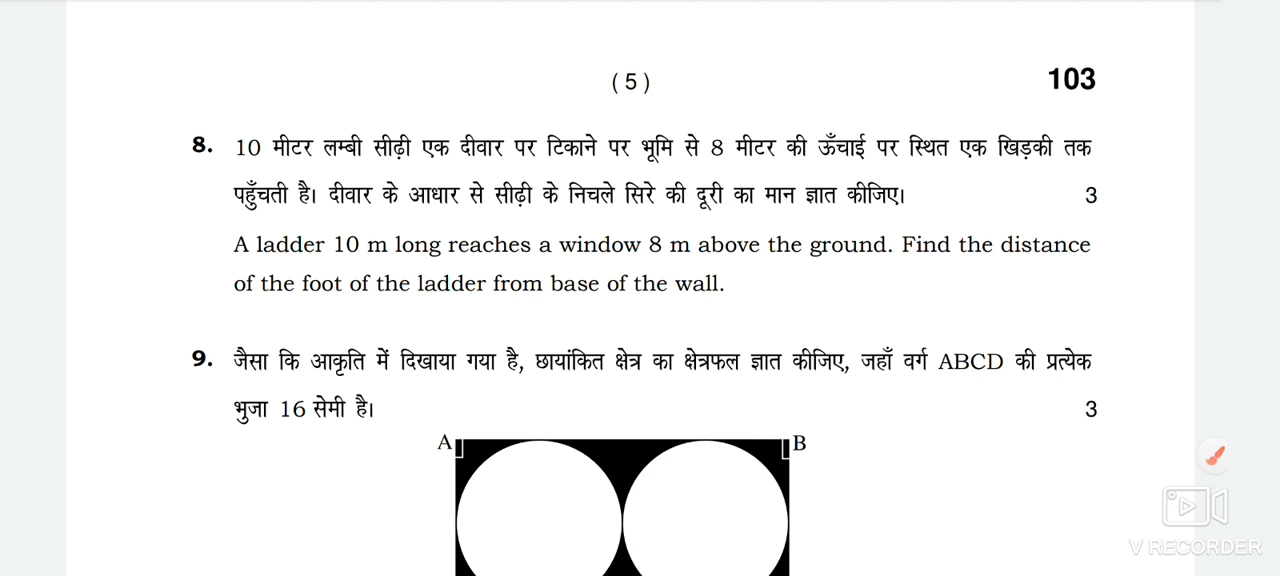 (5)
103
8. 10 मीटर लम्बी सीढ़ी एक दीवार पर टिकाने पर भूमि से 8 मीटर की ऊँचाई पर स्थित एक खिड़की तक
पहुँचती है। दीवार के आधार से सीढ़ी के निचले सिरे की दूरी का मान ज्ञात कीजिए। 3
A ladder 10 m long reaches a window 8 m above the ground. Find the distance
of the foot of the ladder from base of the wall.
9. जैसा कि आकृति में दिखाया गया है, छायांकित क्षेत्र का क्षेत्रफल ज्ञात कीजिए, जहाँ वर्ग ABCD की प्रत्येक
भुजा 16 सेमी है। 3
A B
V RECORDER